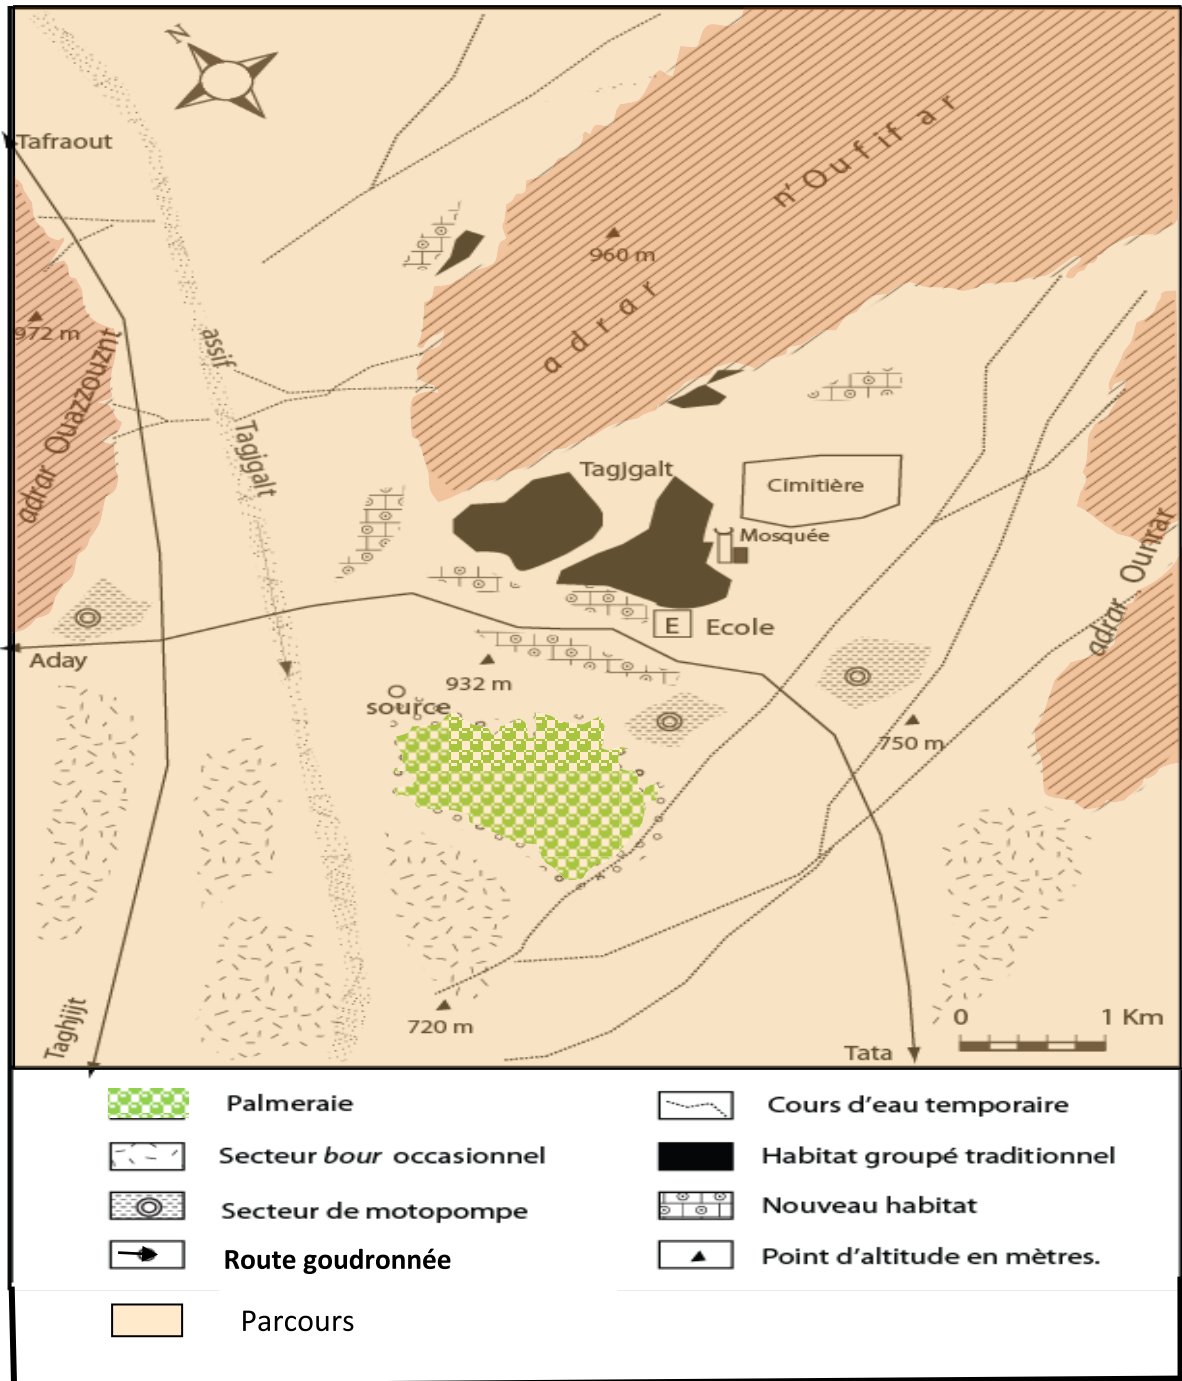 N
Tafraout
adrar n'Oufifar
960 m
972 m
adrar Ouazzouznt
assif Tagjgalt
TagJgalt
Cimitière
Mosquée
E Ecole
adrar Ounrar
Aday
932 m
source
750 m
720 m
Taghjijt
Tata
0 1 Km
Palmeraie
Cours d'eau temporaire
Secteur bour occasionnel
Habitat groupé traditionnel
Secteur de motopompe
Nouveau habitat
Route goudronnée
Point d'altitude en mètres.
Parcours